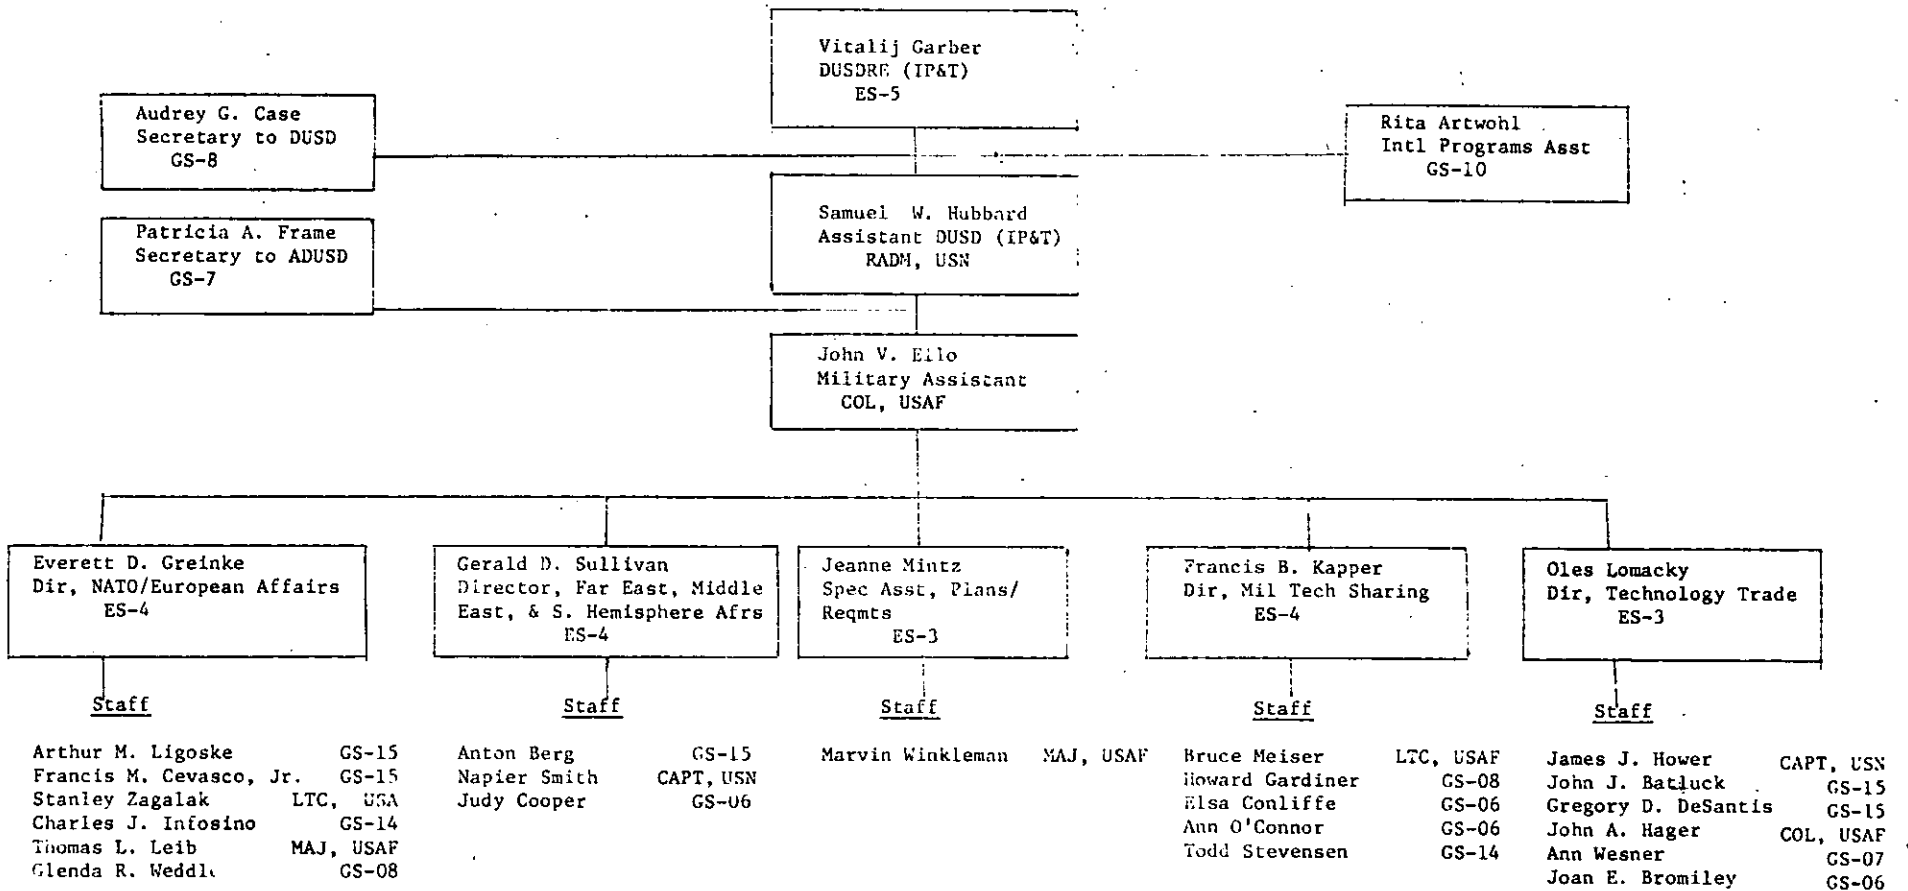 Vitalij Garber
DUSDRE (IP&T)
ES-5
Audrey G. Case
Secretary to DUSD
GS-8
Rita Artwohl
Intl Programs Asst
GS-10
Samuel W. Hubbard
Assistant DUSD (IP&T)
RADM, USN
Patricia A. Frame
Secretary to ADUSD
GS-7
John V. Ello
Military Assistant
COL, USAF
Everett D. Greinke
Dir, NATO/European Affairs
ES-4
Gerald D. Sullivan
Director, Far East, Middle
East, & S. Hemisphere Afrs
ES-4
Jeanne Mintz
Spec Asst, Plans/
Reqmts
ES-3
Francis B. Kapper
Dir, Mil Tech Sharing
ES-4
Oles Lomacky
Dir, Technology Trade
ES-3
Staff
Arthur M. Ligoske GS-15
Francis M. Cevasco, Jr. GS-15
Stanley Zagalak LTC, USA
Charles J. Infosino GS-14
Thomas L. Leib MAJ, USAF
Glenda R. Weddle GS-08
Staff
Anton Berg GS-15
Napier Smith CAPT, USN
Judy Cooper GS-06
Staff
Marvin Winkleman MAJ, USAF
Staff
Bruce Meiser LTC, USAF
Howard Gardiner GS-08
Elsa Conliffe GS-06
Ann O'Connor GS-06
Todd Stevensen GS-14
Staff
James J. Hower CAPT, USN
John J. Batluck GS-15
Gregory D. DeSantis GS-15
John A. Hager COL, USAF
Ann Wesner GS-07
Joan E. Bromiley GS-06